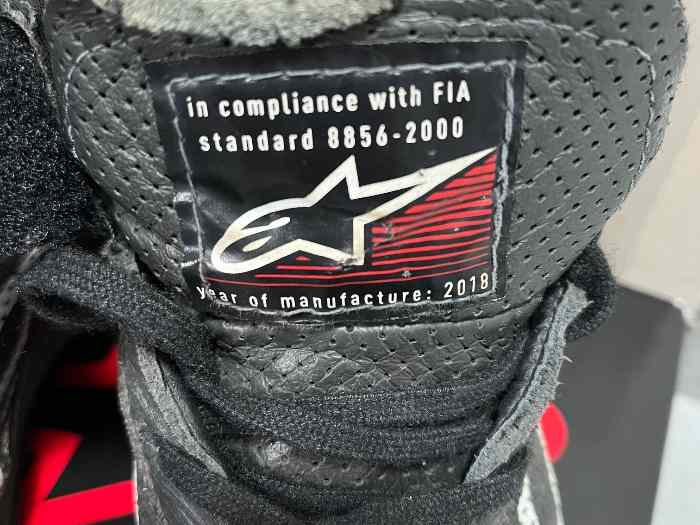 in compliance with FIA
standard 8856-2000
year of manufacture: 2018